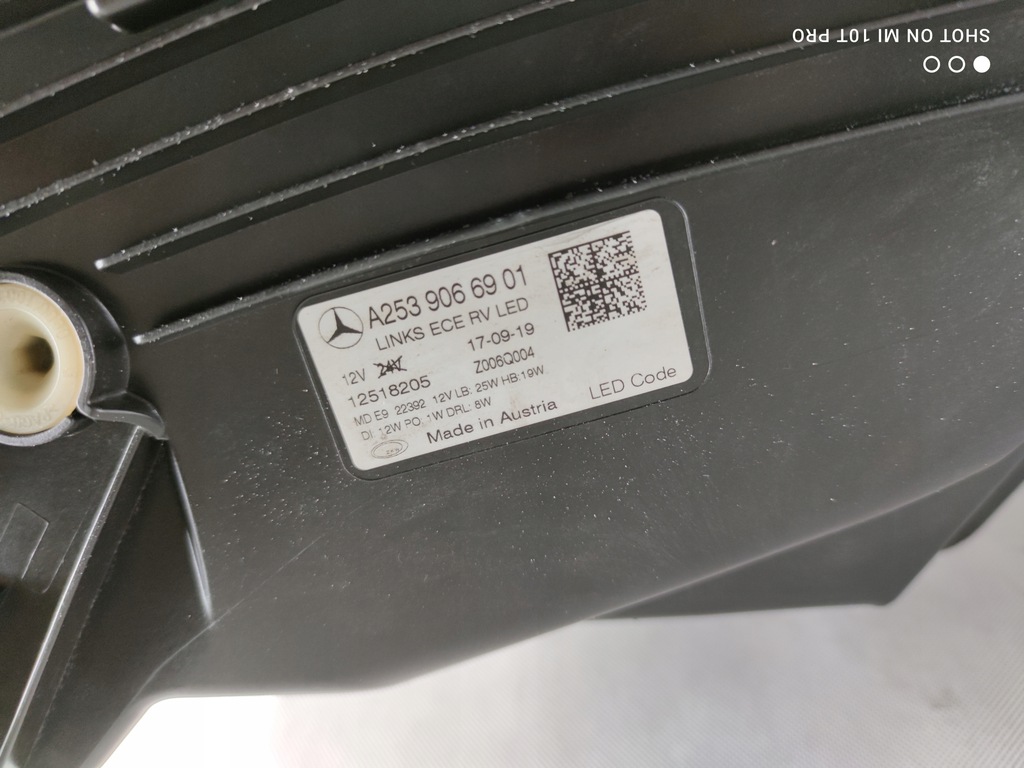 SHOT ON MI 10T PRO
A253 906 69 01
LINKS ECE RV LED
12V 24V 17-09-19
12518205 Z006Q004
MD E9 22392 12V LB: 25W HB:19W
DI: 12W PO: 1W DRL: 8W
Made in Austria LED Code